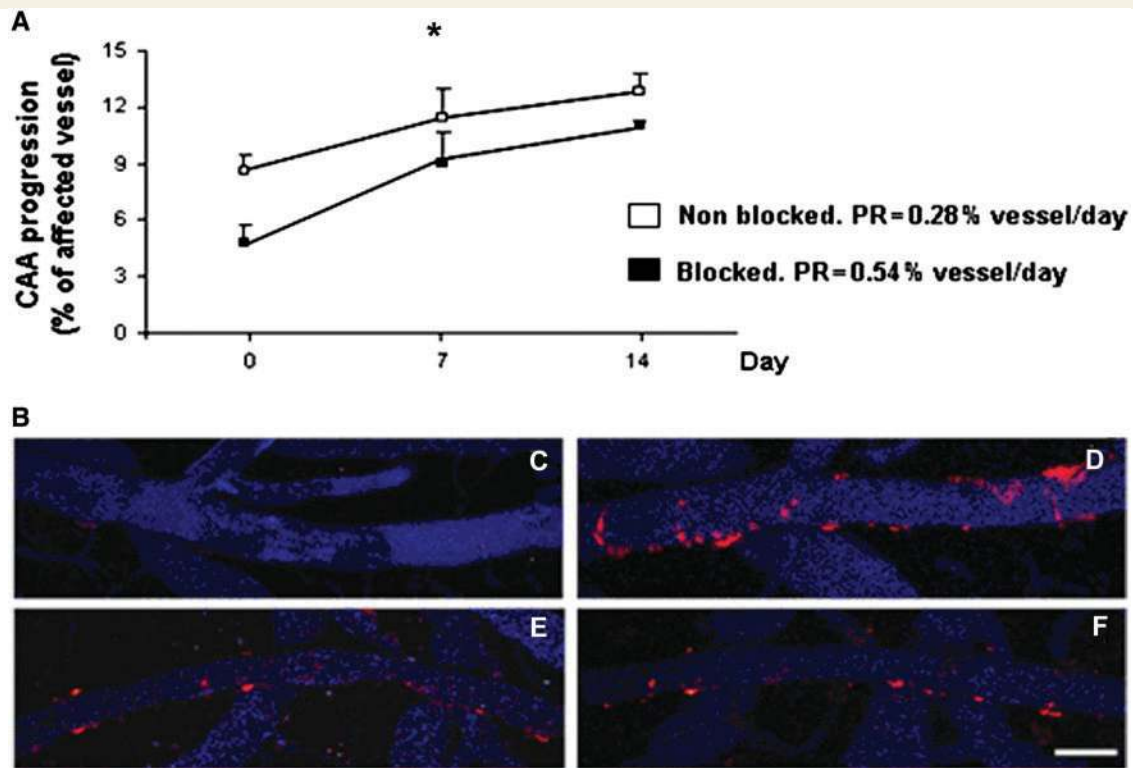 A
*
15
12
9
6
3
0
CAA progression
(% of affected vessel)
0 7 14 Day
Non blocked. PR=0.28% vessel/day
Blocked. PR=0.54% vessel/day
B
C
D
E
F